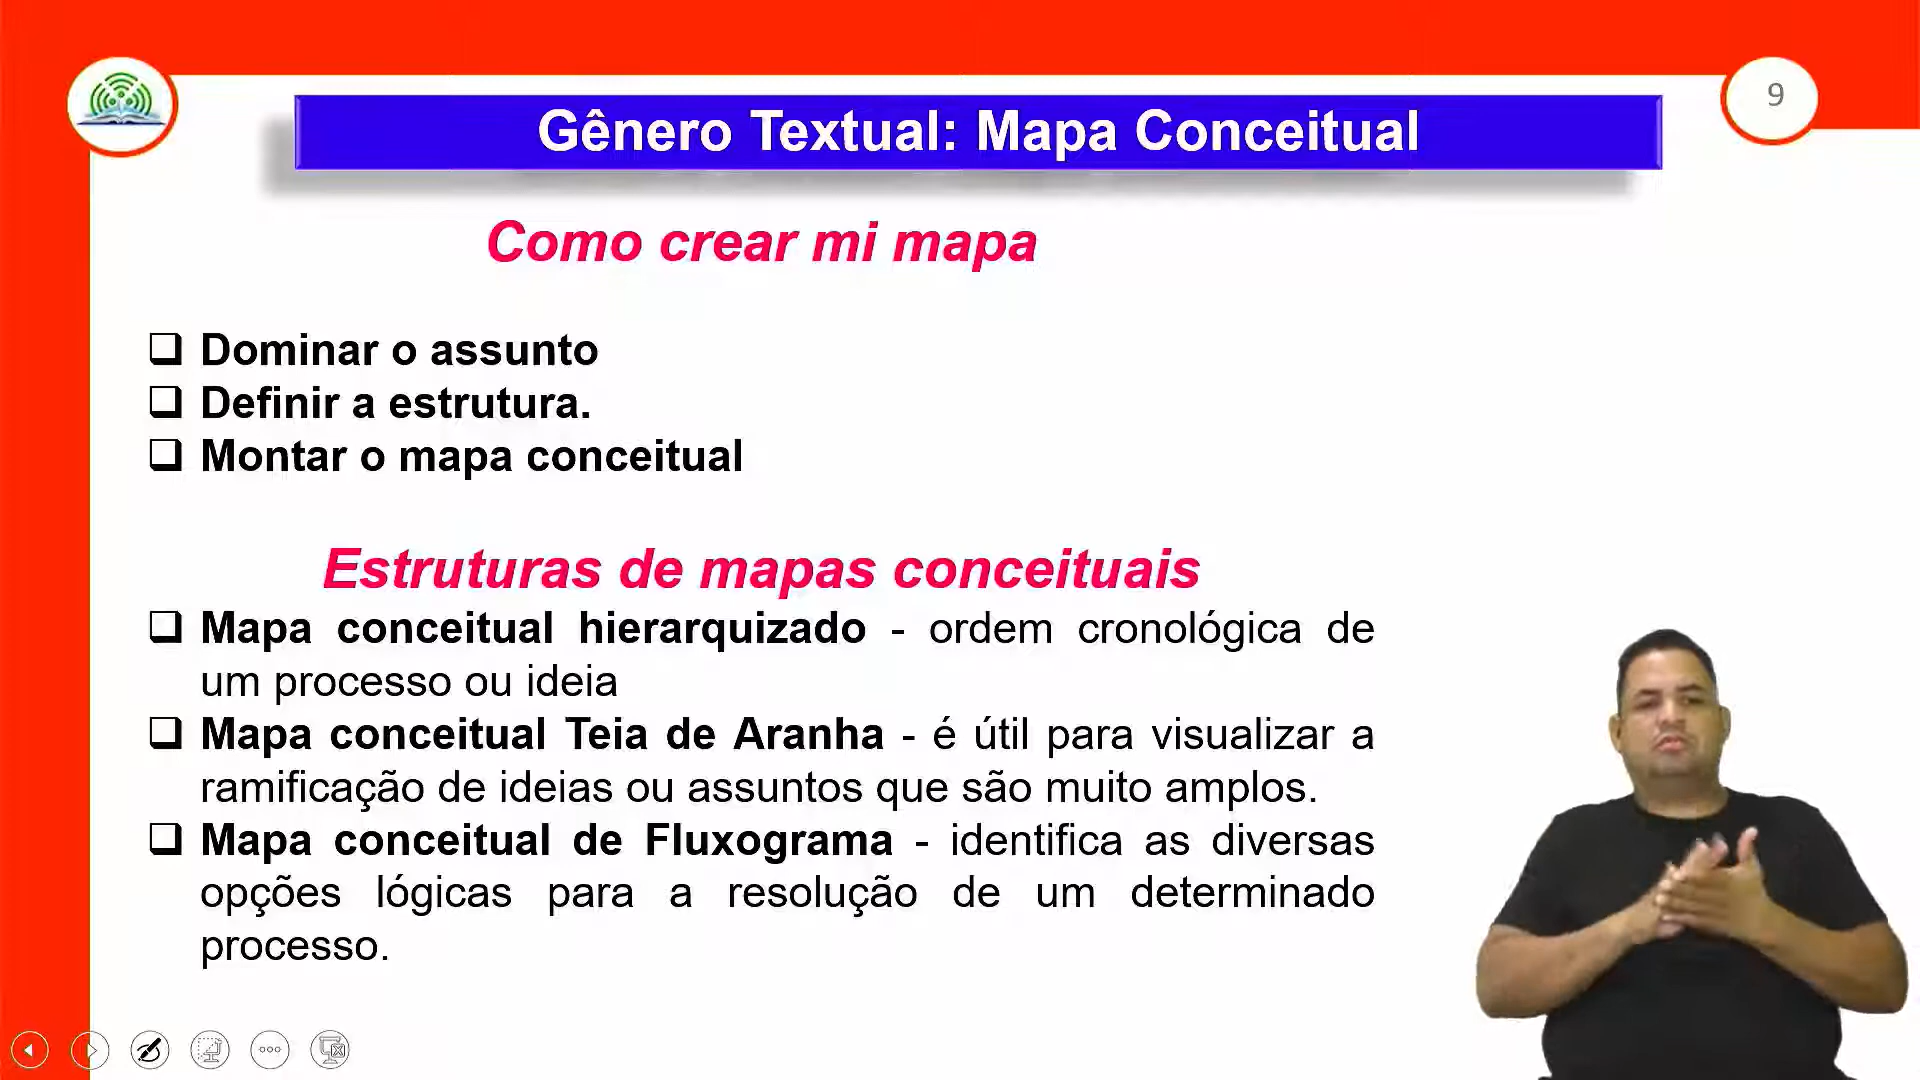 9
Gênero Textual: Mapa Conceitual
Como crear mi mapa
❑ Dominar o assunto
❑ Definir a estrutura.
❑ Montar o mapa conceitual
Estruturas de mapas conceituais
❑ Mapa conceitual hierarquizado - ordem cronológica de
um processo ou ideia
❑ Mapa conceitual Teia de Aranha - é útil para visualizar a
ramificação de ideias ou assuntos que são muito amplos.
❑ Mapa conceitual de Fluxograma - identifica as diversas
opções lógicas para a resolução de um determinado
processo.